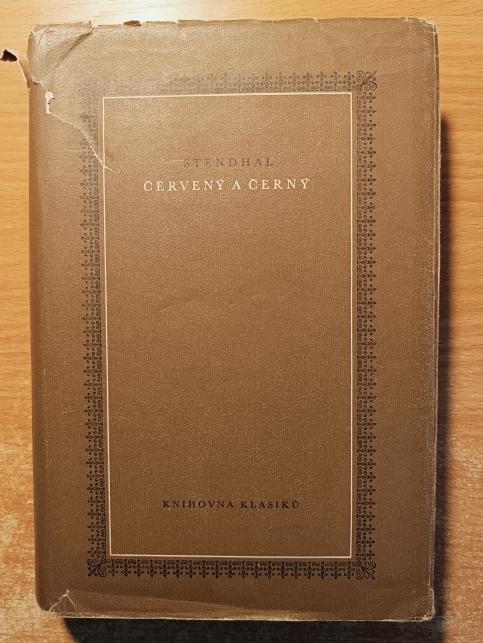 STENDHAL
ČERVENÝ A ČERNÝ
KNIHOVNA KLASIKŮ